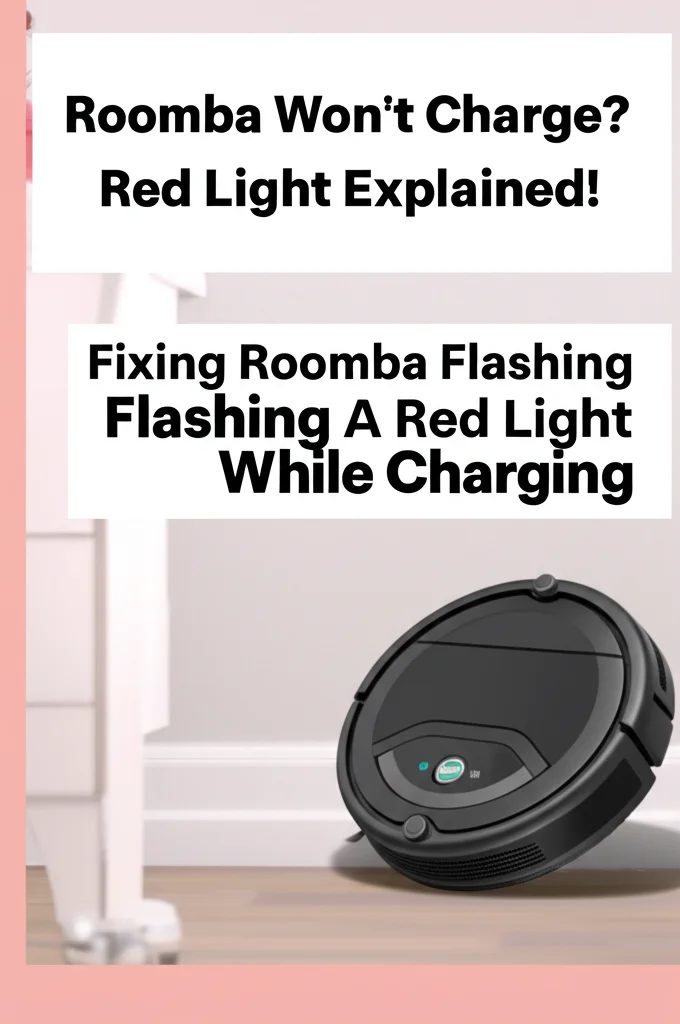 Roomba Won't Charge?
Red Light Explained!
Fixing Roomba Flashing
Flashing A Red Light
While Charging